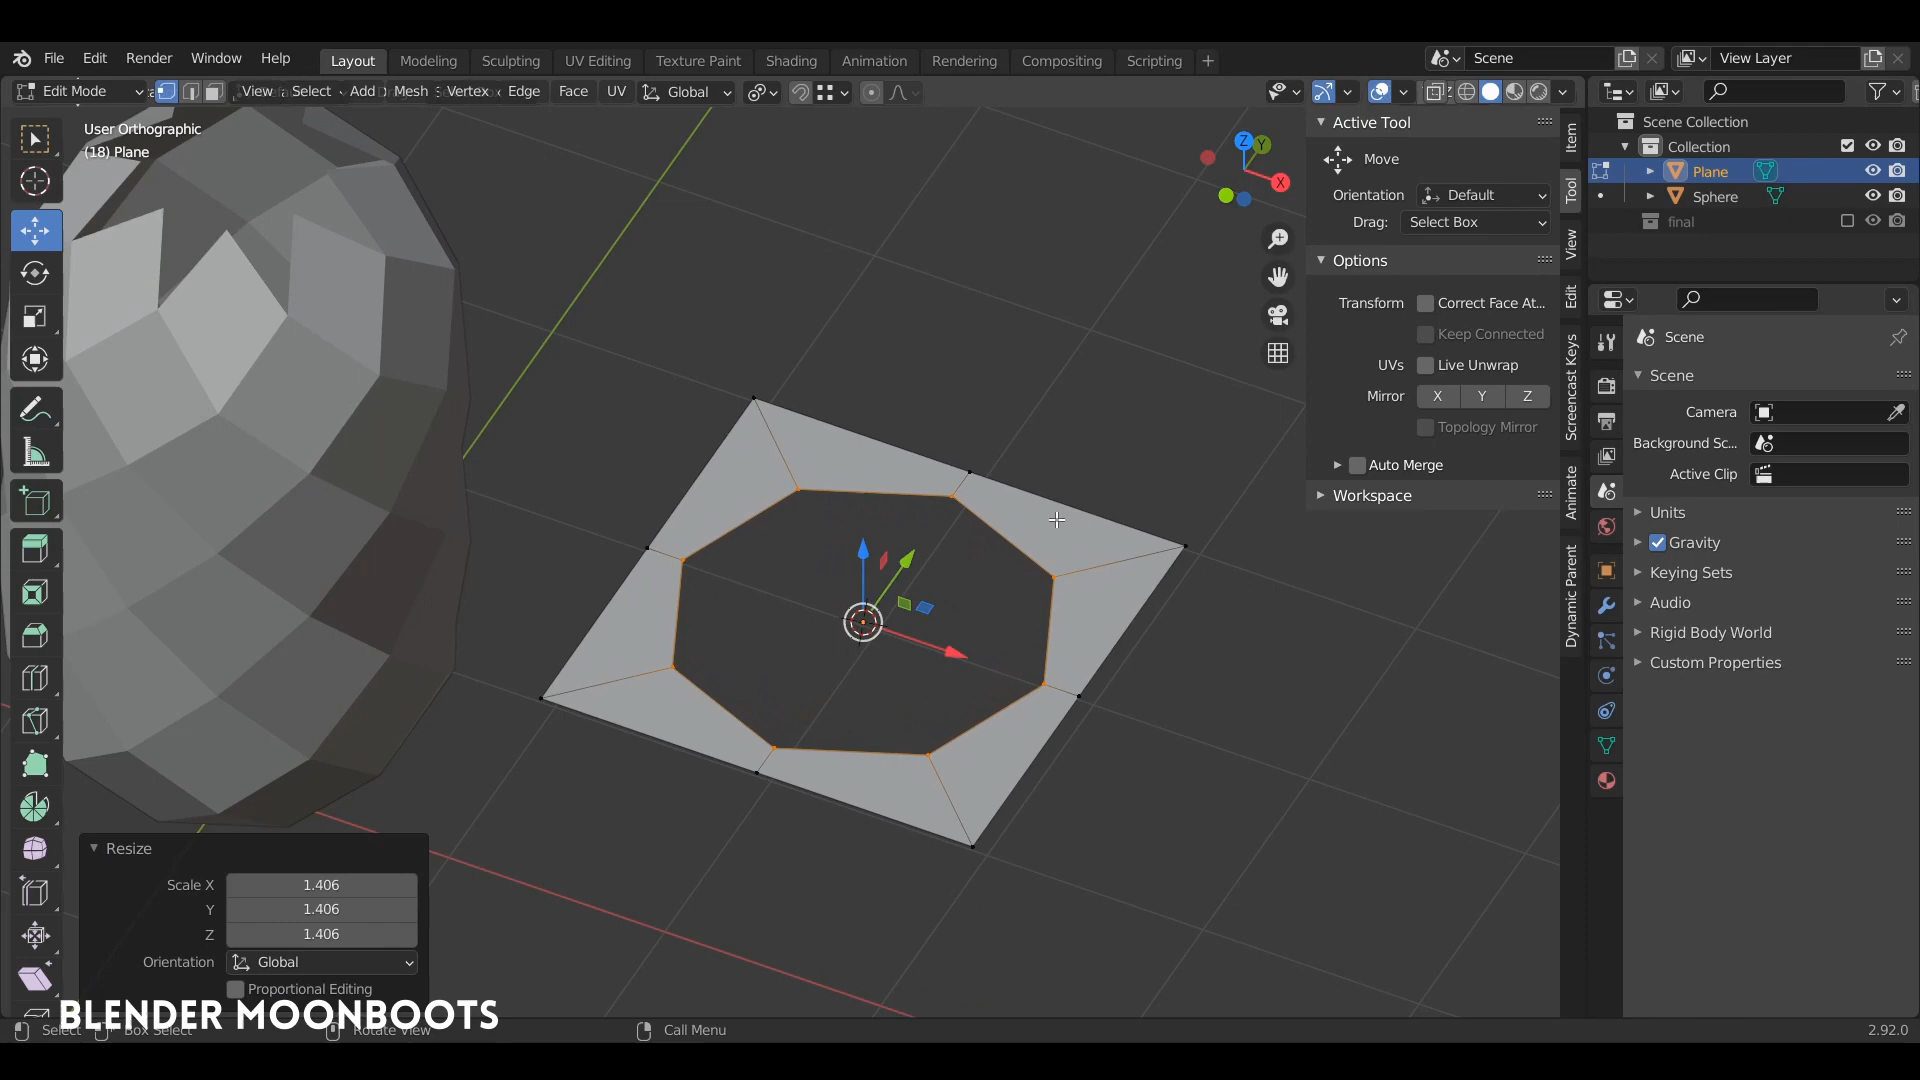 File Edit Render Window Help Layout Modeling Sculpting UV Editing Texture Paint Shading Animation Rendering Compositing Scripting + Scene View Layer
Edit Mode View Select Add Mesh Vertex Edge Face UV Global
User Orthographic
(18) Plane
Z
Y
X
Active Tool
Move
Orientation Default
Drag: Select Box
Options
Transform Correct Face At...
Keep Connected
UVs Live Unwrap
Mirror X Y Z
Topology Mirror
Auto Merge
Workspace
Item
Tool
View
Edit
Screencast Keys
Animate
Dynamic Parent
Scene Collection
Collection
Plane
Sphere
final
Scene
Scene
Camera
Background Sc...
Active Clip
Units
Gravity
Keying Sets
Audio
Rigid Body World
Custom Properties
Resize
Scale X 1.406
Y 1.406
Z 1.406
Orientation Global
Proportional Editing
BLENDER MOONBOOTS
Select Box Select Rotate View Call Menu 2.92.0